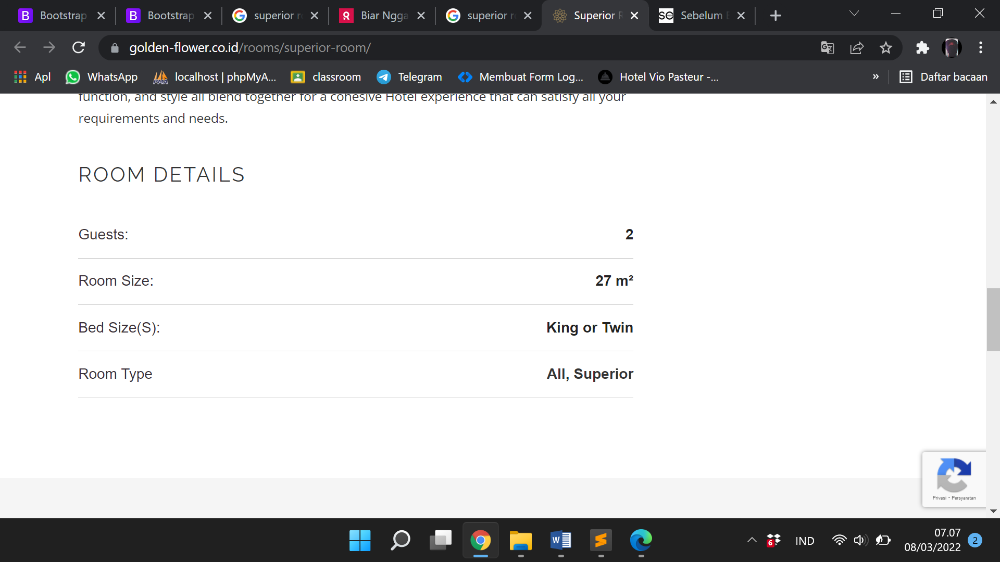 Bootstrap
Bootstrap
superior r
Biar Ngga
superior r
Superior R
Sebelum
golden-flower.co.id/rooms/superior-room/
Apl
WhatsApp
localhost | phpMyA...
classroom
Telegram
Membuat Form Log...
Hotel Vio Pasteur -...
»
Daftar bacaan
function, and style all blend together for a cohesive Hotel experience that can satisfy all your
requirements and needs.
ROOM DETAILS
Guests: 2
Room Size: 27 m²
Bed Size(S): King or Twin
Room Type All, Superior
Privasi - Persyaratan
6
IND
07.07
08/03/2022
2